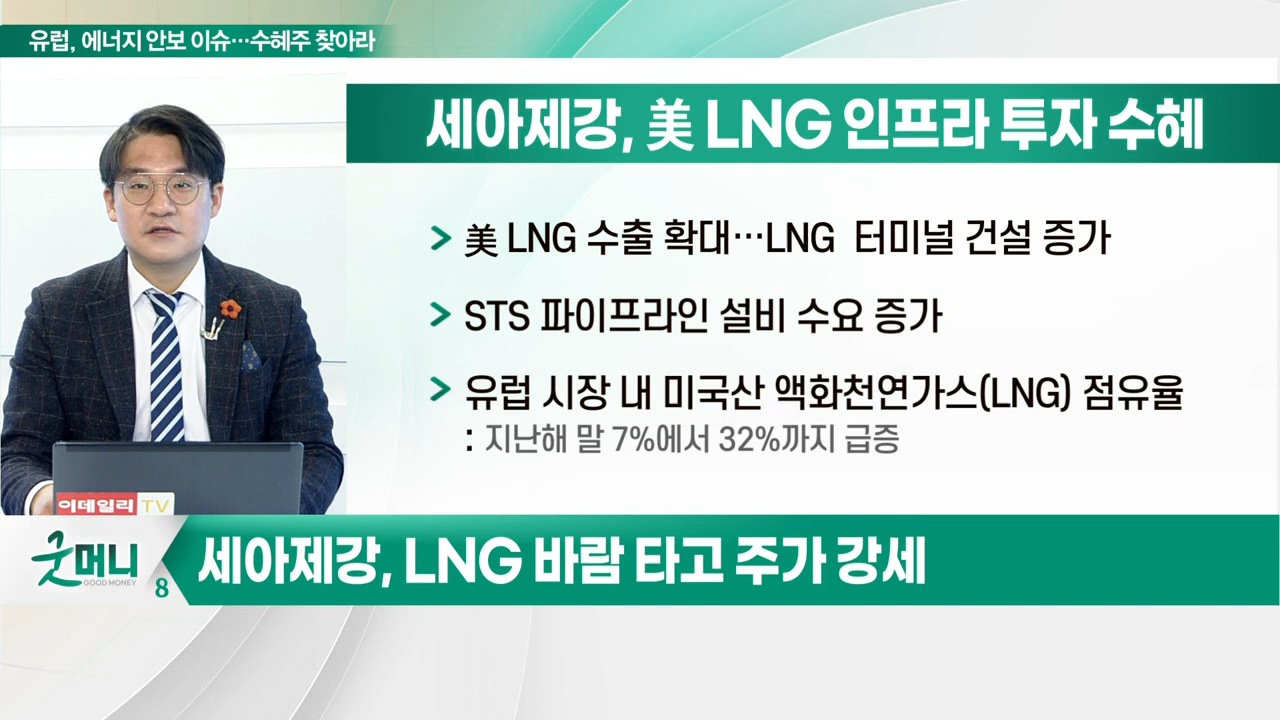 유럽, 에너지 안보 이슈…수혜주 찾아라
세아제강, 美 LNG 인프라 투자 수혜
> 美 LNG 수출 확대…LNG 터미널 건설 증가
> STS 파이프라인 설비 수요 증가
> 유럽 시장 내 미국산 액화천연가스(LNG) 점유율
: 지난해 말 7%에서 32%까지 급증
이데일리 TV
굿머니
GOOD MONEY
8
세아제강, LNG 바람 타고 주가 강세